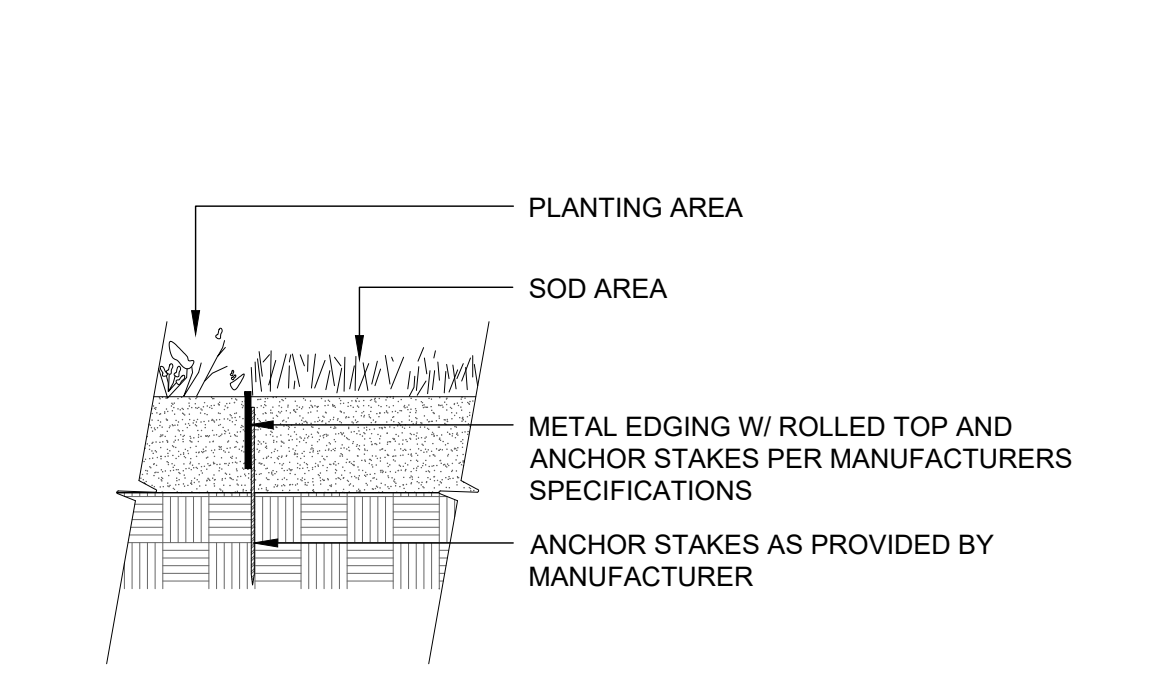 PLANTING AREA
SOD AREA
METAL EDGING W/ ROLLED TOP AND
ANCHOR STAKES PER MANUFACTURERS
SPECIFICATIONS
ANCHOR STAKES AS PROVIDED BY
MANUFACTURER